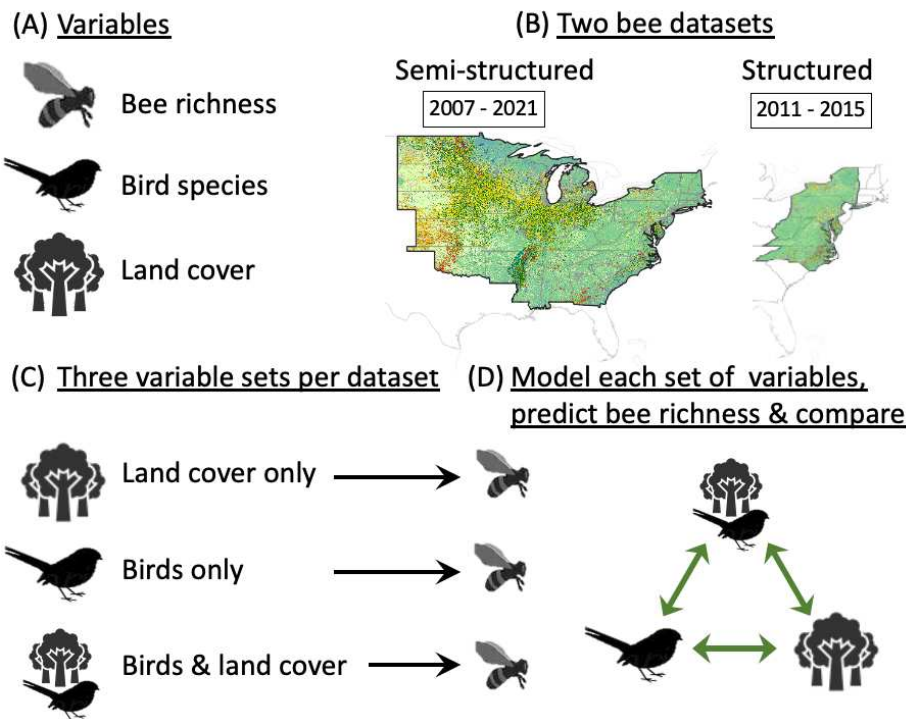 (A) Variables
Bee richness
Bird species
Land cover
(B) Two bee datasets
Semi-structured
2007 - 2021
Structured
2011 - 2015
(C) Three variable sets per dataset
Land cover only
Birds only
Birds & land cover
(D) Model each set of variables,
predict bee richness & compare